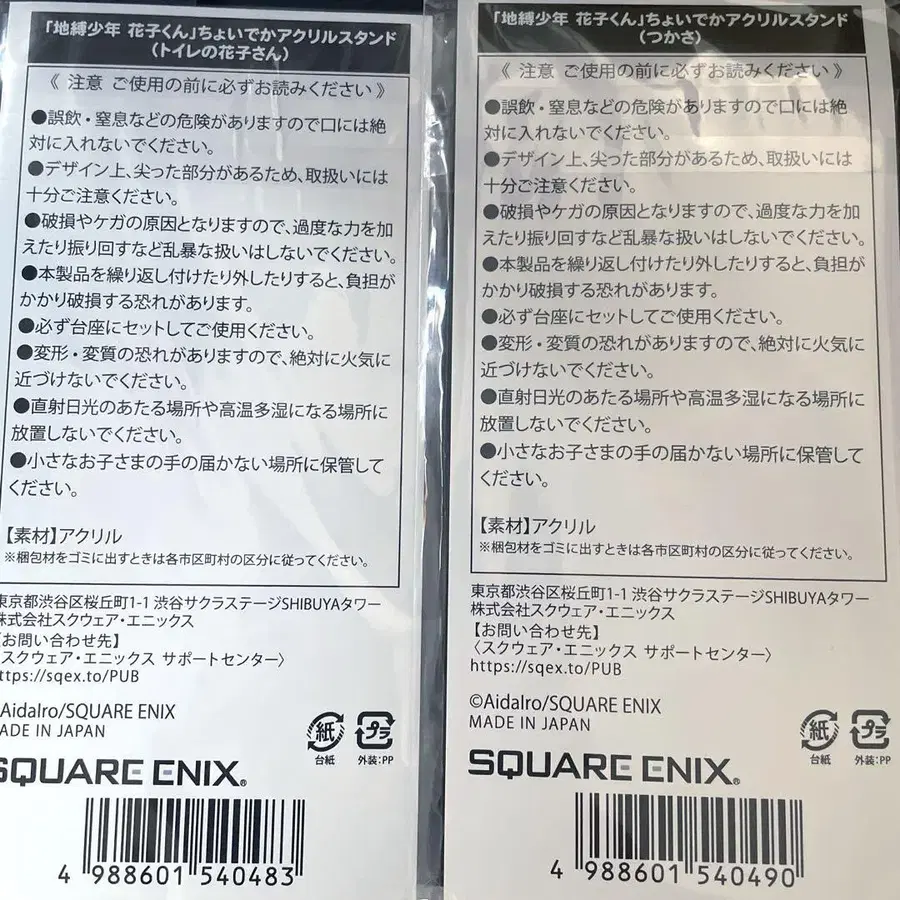 「地縛少年 花子くん」ちょいでかアクリルスタンド
（トイレの花子さん）
《 注意 ご使用の前に必ずお読みください 》
●誤飲・窒息などの危険がありますので口には絶
対に入れないでください。
●デザイン上、尖った部分があるため、取扱いには
十分ご注意ください。
●破損やケガの原因となりますので、過度な力を加
えたり振り回すなど乱暴な扱いはしないでください。
●本製品を繰り返し付けたり外したりすると、負担が
かかり破損する恐れがあります。
●必ず台座にセットしてご使用ください。
●変形・変質の恐れがありますので、絶対に火気に
近づけないでください。
●直射日光のあたる場所や高温多湿になる場所に
放置しないでください。
●小さなお子さまの手の届かない場所に保管して
ください。
【素材】アクリル
※梱包材をゴミに出すときは各市区町村の区分に従ってください。
東京都渋谷区桜丘町1-1 渋谷サクラステージSHIBUYAタワー
株式会社スクウェア・エニックス
【お問い合わせ先】
スクウェア・エニックス サポートセンター〉
ttps://sqex.to/PUB
AidaIro/SQUARE ENIX
MADE IN JAPAN
紙
台紙
プラ
外装:PP
SQUARE ENIX®
4 988601 540483
「地縛少年 花子くん」ちょいでかアクリルスタンド
（つかさ）
《 注意 ご使用の前に必ずお読みください 》
●誤飲・窒息などの危険がありますので口には絶
対に入れないでください。
●デザイン上、尖った部分があるため、取扱いには
十分ご注意ください。
●破損やケガの原因となりますので、過度な力を加
えたり振り回すなど乱暴な扱いはしないでください。
●本製品を繰り返し付けたり外したりすると、負担が
かかり破損する恐れがあります。
●必ず台座にセットしてご使用ください。
●変形・変質の恐れがありますので、絶対に火気に
近づけないでください。
●直射日光のあたる場所や高温多湿になる場所に
放置しないでください。
●小さなお子さまの手の届かない場所に保管して
ください。
【素材】アクリル
※梱包材をゴミに出すときは各市区町村の区分に従ってください。
東京都渋谷区桜丘町1-1 渋谷サクラステージSHIBUYAタワー
株式会社スクウェア・エニックス
【お問い合わせ先】
〈スクウェア・エニックス サポートセンター〉
https://sqex.to/PUB
©AidaIro/SQUARE ENIX
MADE IN JAPAN
紙
台紙
プラ
外装:PP
SQUARE ENIX®
4 988601 540490